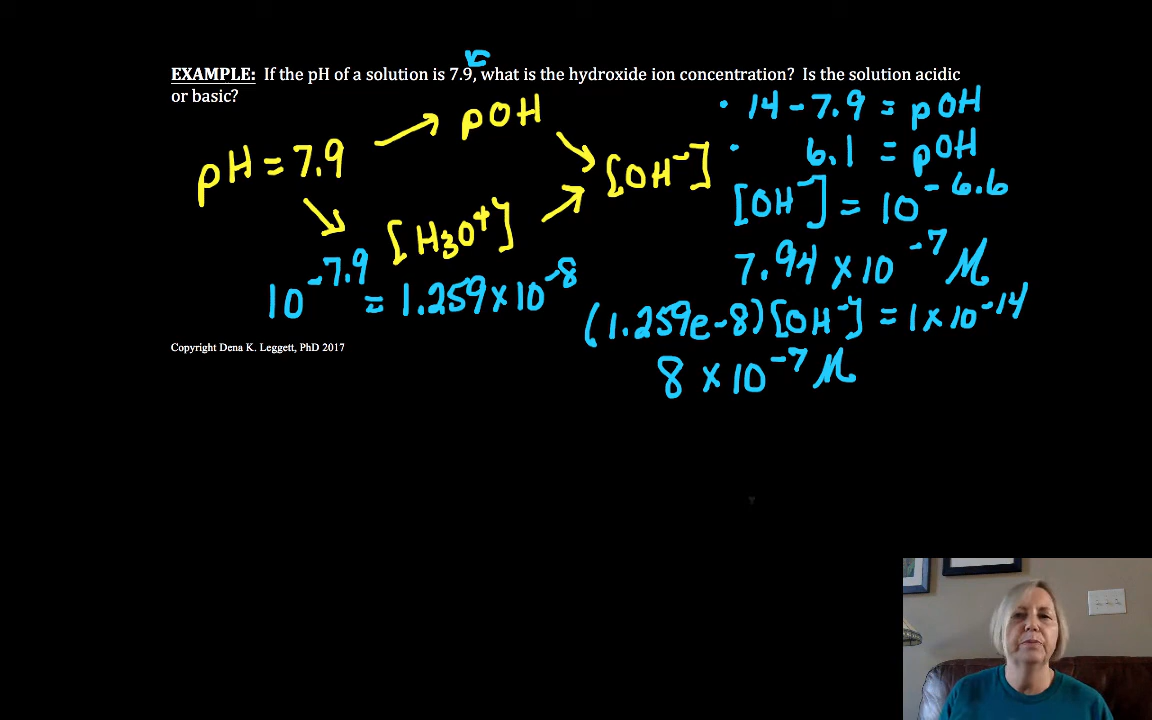 EXAMPLE: If the pH of a solution is 7.9, what is the hydroxide ion concentration? Is the solution acidic
or basic?
pH = 7.9 → pOH
[H3O+] → [OH-]
10^-7.9 = 1.259 x 10^-8
• 14 - 7.9 = pOH
• 6.1 = pOH
[OH-] = 10^-6.6
7.94 x 10^-7 M
(1.259e-8)[OH-] = 1 x 10^-14
8 x 10^-7 M
Copyright Dena K. Leggett, PhD 2017